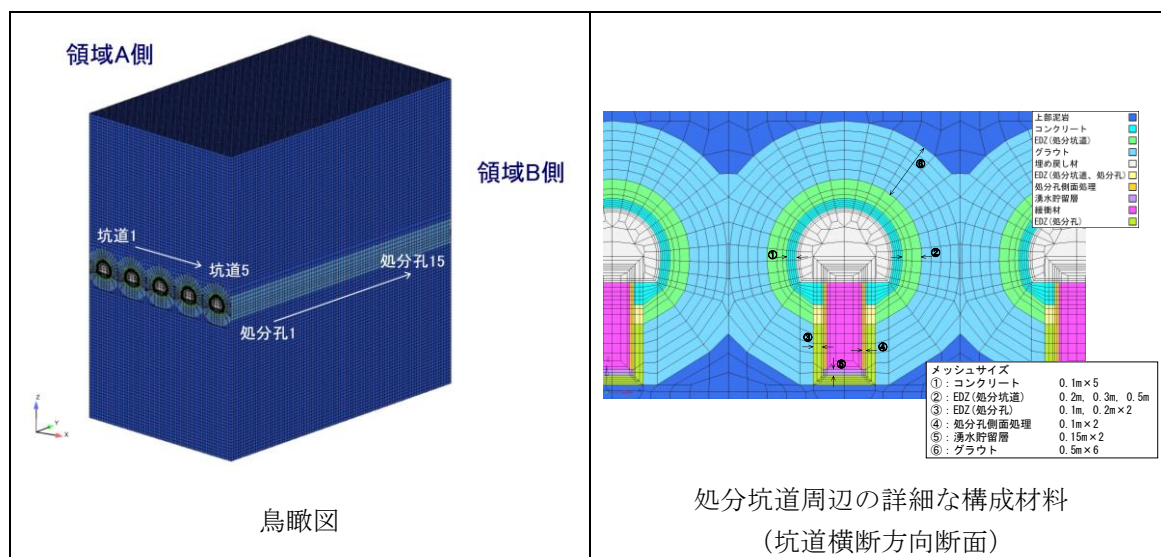 領域A側
領域B側
坑道1
坑道5
処分孔15
処分孔1
Z
Y
X
鳥瞰図
上部泥岩
コンクリート
EDZ(処分坑道)
グラウト
埋め戻し材
EDZ(処分坑道、処分孔)
処分孔側面処理
湧水貯留層
緩衝材
EDZ(処分孔)
⑥
①
②
③
④
⑤
メッシュサイズ
①：コンクリート 0.1m×5
②：EDZ(処分坑道) 0.2m, 0.3m, 0.5m
③：EDZ(処分孔) 0.1m, 0.2m×2
④：処分孔側面処理 0.1m×2
⑤：湧水貯留層 0.15m×2
⑥：グラウト 0.5m×6
処分坑道周辺の詳細な構成材料
（坑道横断方向断面）